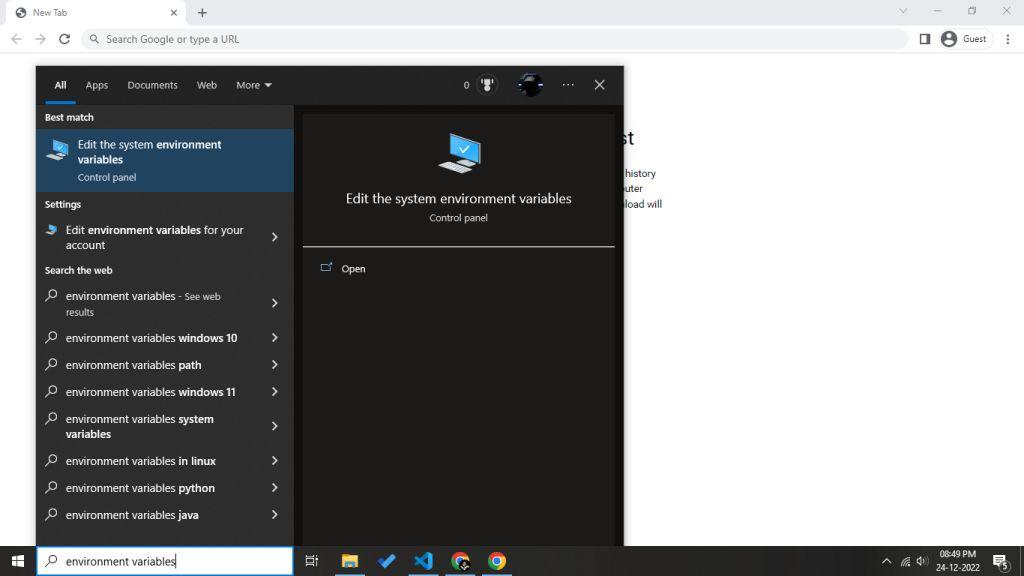 New Tab
Search Google or type a URL
Guest
All Apps Documents Web More 0
Best match
Edit the system environment
variables
Control panel
Settings
Edit environment variables for your
account
Search the web
environment variables - See web
results
environment variables windows 10
environment variables path
environment variables windows 11
environment variables system
variables
environment variables in linux
environment variables python
environment variables java
Edit the system environment variables
Control panel
Open
st
history
uter
load will
environment variables
08:49 PM
24-12-2022
5